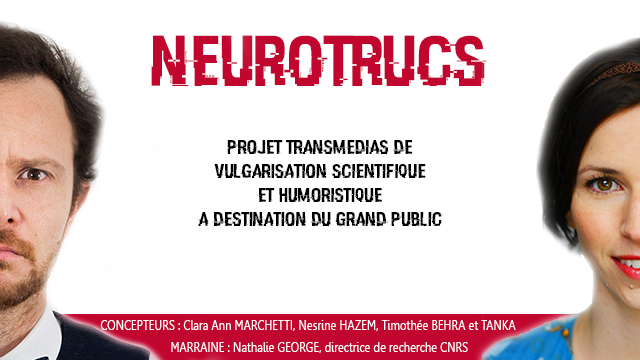 NEUROTRUCS
PROJET TRANSMEDIAS DE
VULGARISATION SCIENTIFIQUE
ET HUMORISTIQUE
A DESTINATION DU GRAND PUBLIC
CONCEPTEURS : Clara Ann MARCHETTI, Nesrine HAZEM, Timothée BEHRA et TANKA
MARRAINE : Nathalie GEORGE, directrice de recherche CNRS